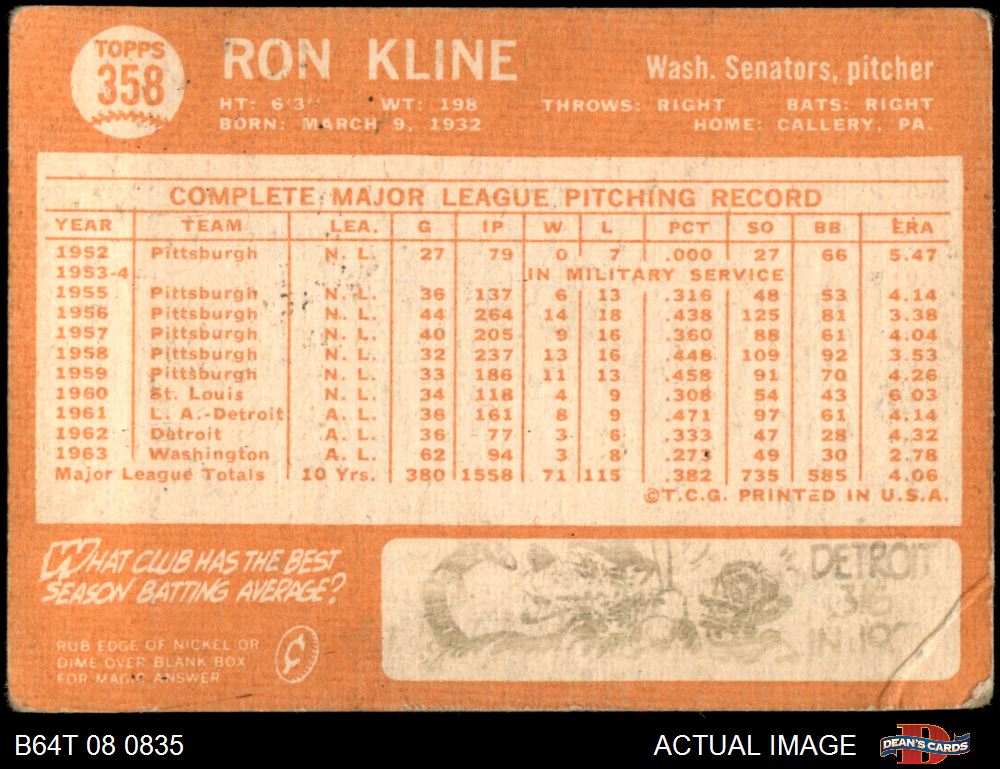 TOPPS
358
RON KLINE
Wash. Senators, pitcher
HT: 6'3" WT: 198 THROWS: RIGHT BATS: RIGHT
BORN: MARCH 9, 1932 HOME: CALLERY, PA.
COMPLETE MAJOR LEAGUE PITCHING RECORD
YEAR TEAM LEA. G IP W L PCT SO BB ERA
1952 Pittsburgh N. L. 27 79 0 7 .000 27 66 5.47
1953-4 IN MILITARY SERVICE
1955 Pittsburgh N. L. 36 137 6 13 .316 48 53 4.14
1956 Pittsburgh N. L. 44 264 14 18 .438 125 81 3.38
1957 Pittsburgh N. L. 40 205 9 16 .360 88 61 4.04
1958 Pittsburgh N. L. 32 237 13 16 .448 109 92 3.53
1959 Pittsburgh N. L. 33 186 11 13 .458 91 70 4.26
1960 St. Louis N. L. 34 118 4 9 .308 54 43 6.03
1961 L. A.-Detroit A. L. 36 161 8 9 .471 97 61 4.14
1962 Detroit A. L. 36 77 3 6 .333 47 28 4.32
1963 Washington A. L. 62 94 3 8 .273 49 30 2.78
Major League Totals 10 Yrs. 380 1558 71 115 .382 735 585 4.06
©T.C.G. PRINTED IN U.S.A.
WHAT CLUB HAS THE BEST
SEASON BATTING AVERAGE?
RUB EDGE OF NICKEL OR
DIME OVER BLANK BOX
FOR MAGIC ANSWER
DETROIT
.316
IN
B64T 08 0835
ACTUAL IMAGE
DEAN'S CARDS